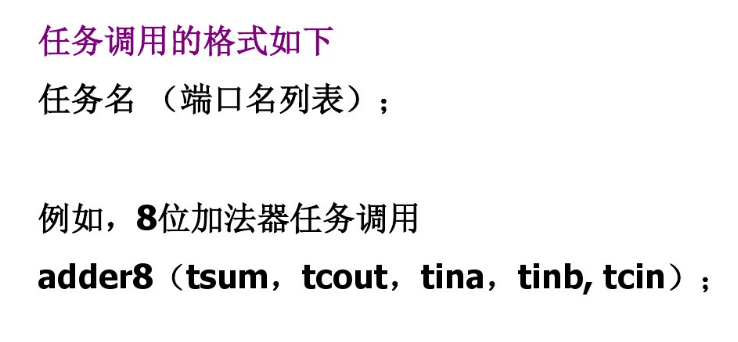 任务调用的格式如下
任务名 （端口名列表）；
例如，8位加法器任务调用
adder8（tsum，tcout，tina，tinb, tcin）；